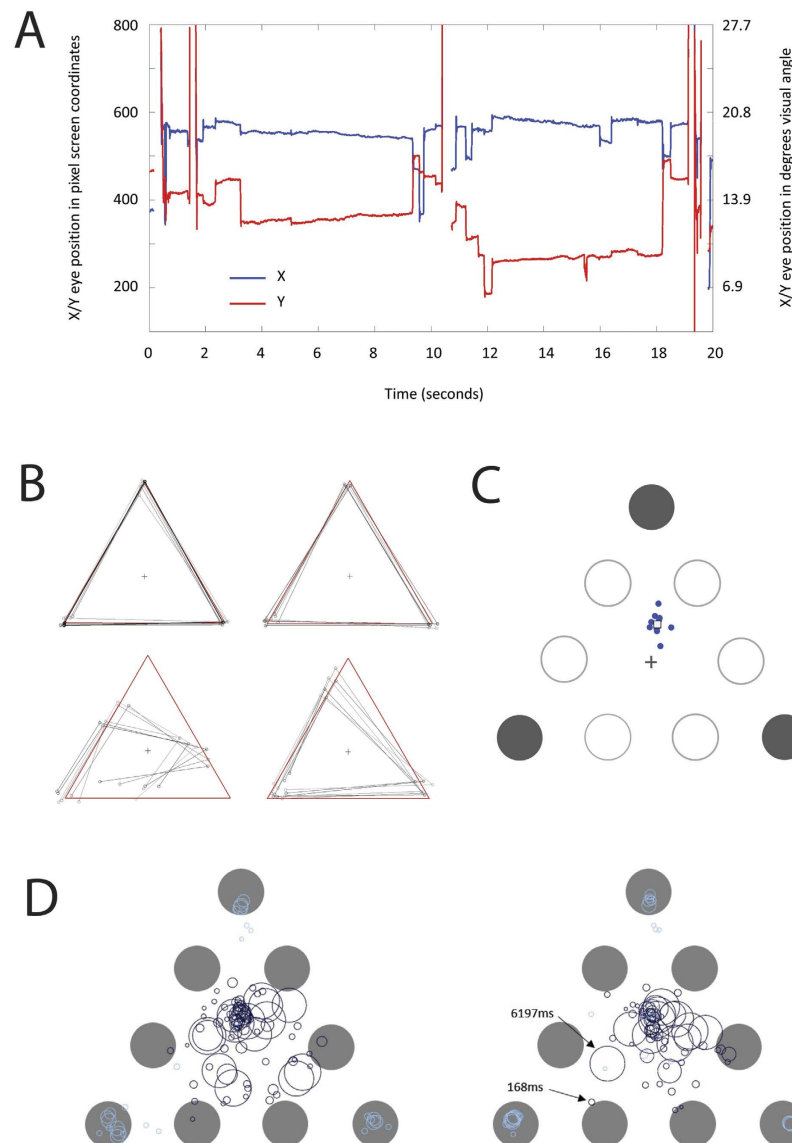 A
X/Y eye position in pixel screen coordinates
800
600
400
200
27.7
20.8
13.9
6.9
X/Y eye position in degrees visual angle
X
Y
0 2 4 6 8 10 12 14 16 18 20
Time (seconds)
B
C
D
6197ms
168ms